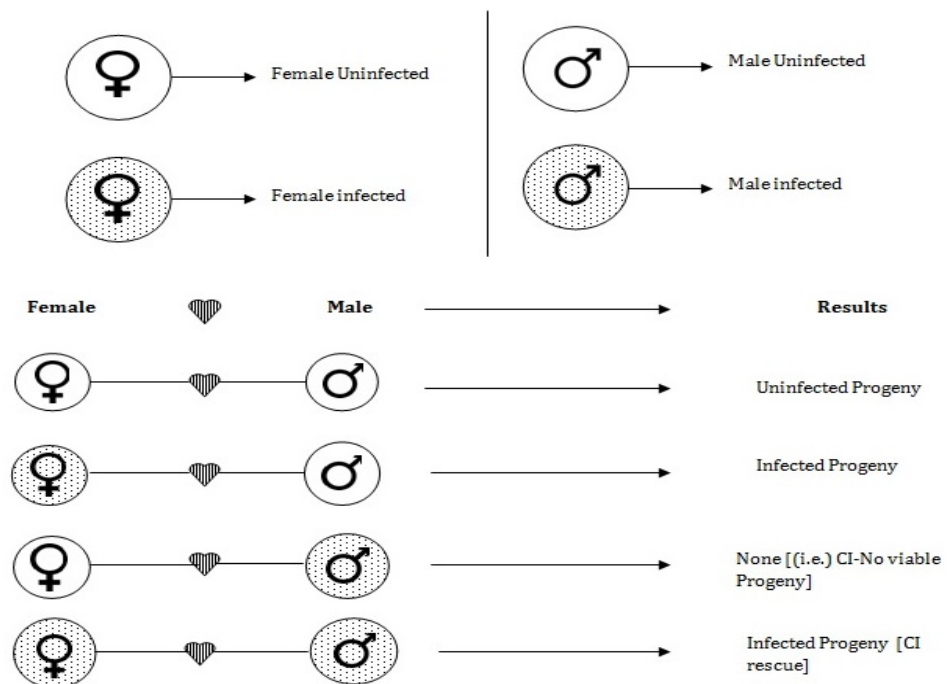 Female Uninfected
Male Uninfected
Female infected
Male infected
Female
Male
Results
Uninfected Progeny
Infected Progeny
None [(i.e.) CI-No viable
Progeny]
Infected Progeny [CI
rescue]